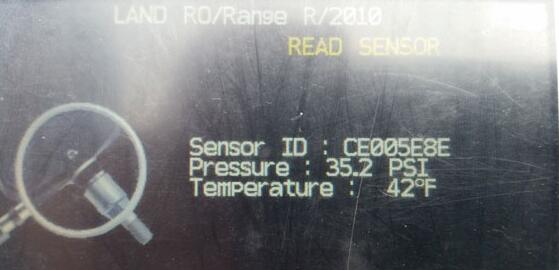 LAND RO/Range R/2010
READ SENSOR
Sensor ID : CE005E8E
Pressure : 35.2 PSI
Temperature : 42°F